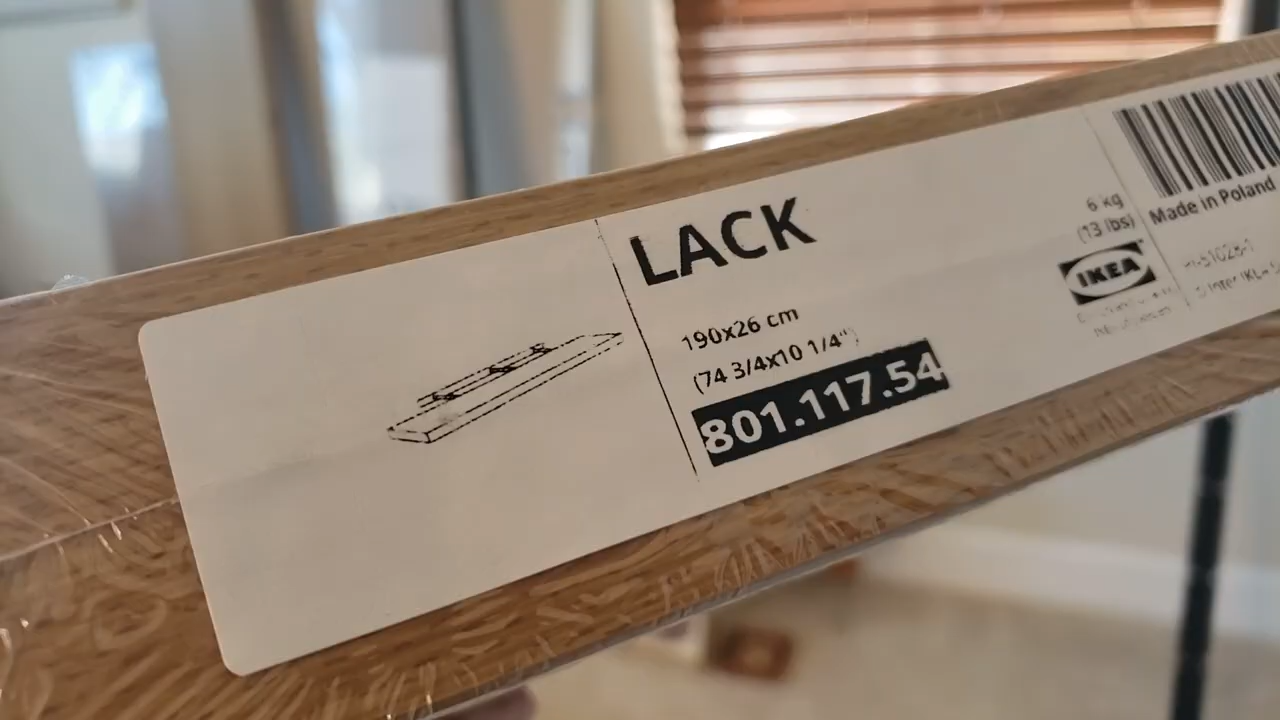 LACK
190x26 cm
(74 3/4x10 1/4")
801.117.54
6 kg
(13 lbs)
IKEA
Made in Poland